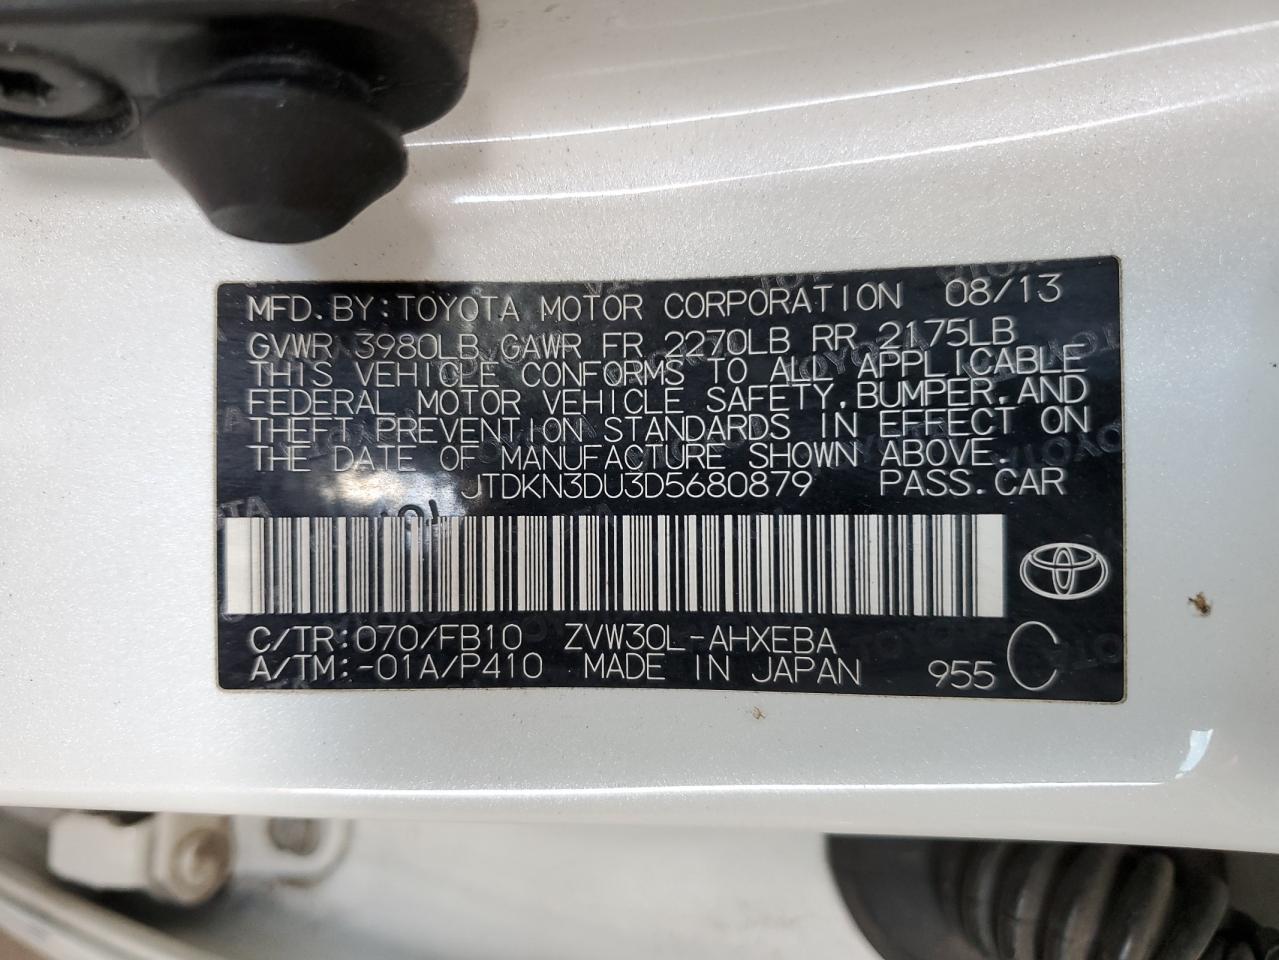 MFD. BY: TOYOTA MOTOR CORPORATION 08/13
GVWR 3980LB GAWR FR 2270LB RR 2175LB
THIS VEHICLE CONFORMS TO ALL APPLICABLE
FEDERAL MOTOR VEHICLE SAFETY, BUMPER, AND
THEFT PREVENTION STANDARDS IN EFFECT ON
THE DATE OF MANUFACTURE SHOWN ABOVE.
JTDKN3DU3D5680879 PASS. CAR
C/TR: 070/FB10 ZVW30L-AHXEBA
A/TM: -01A/P410 MADE IN JAPAN 955 C